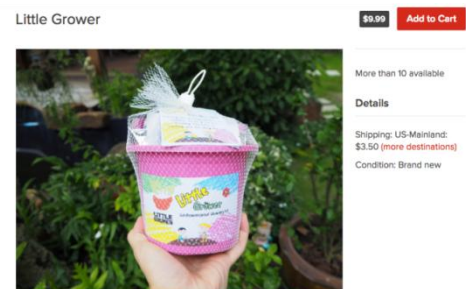 Little Grower
$9.99
Add to Cart
More than 10 available
Details
Shipping: US-Mainland:
$3.50 (more destinations)
Condition: Brand new
Little
Grower